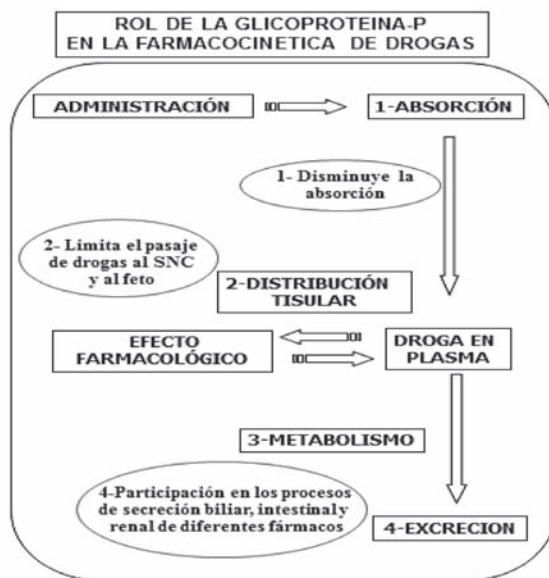 ROL DE LA GLICOPROTEINA-P
EN LA FARMACOCINETICA DE DROGAS
ADMINISTRACIÓN
1-ABSORCIÓN
1- Disminuye la
absorción
2- Limita el pasaje
de drogas al SNC
y al feto
2-DISTRIBUCIÓN
TISULAR
EFECTO
FARMACOLÓGICO
DROGA EN
PLASMA
3-METABOLISMO
4-Participación en los procesos
de secreción biliar, intestinal y
renal de diferentes fármacos
4-EXCRECION